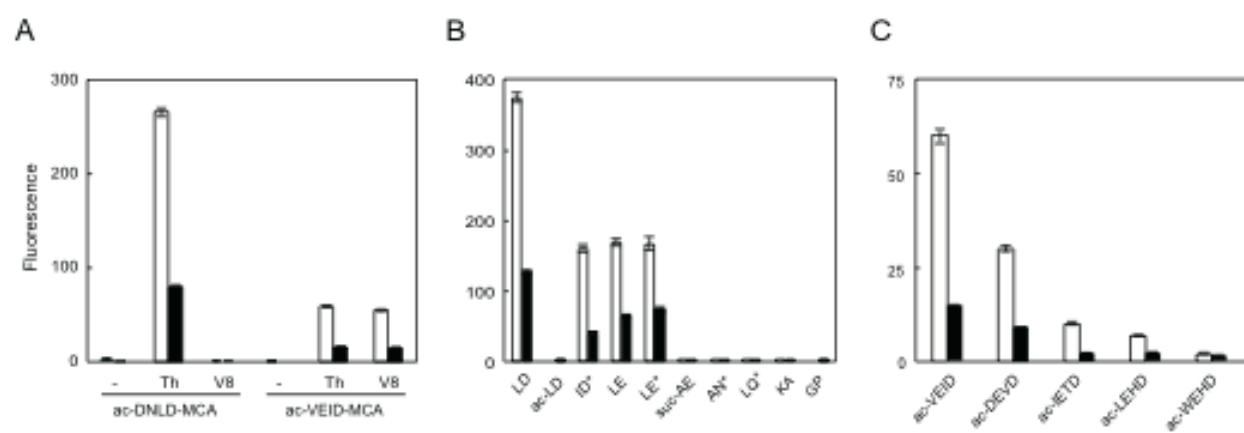 A
B
C
Fluorescence
300
200
100
0
- Th V8 - Th V8
ac-DNLD-MCA ac-VEID-MCA
400
300
200
100
0
LD ac-LD ID* LE LE* suc-AE AN* LQ* KA GP
75
50
25
0
ac-VEID ac-DEVD ac-IETD ac-LEHD ac-WEHD